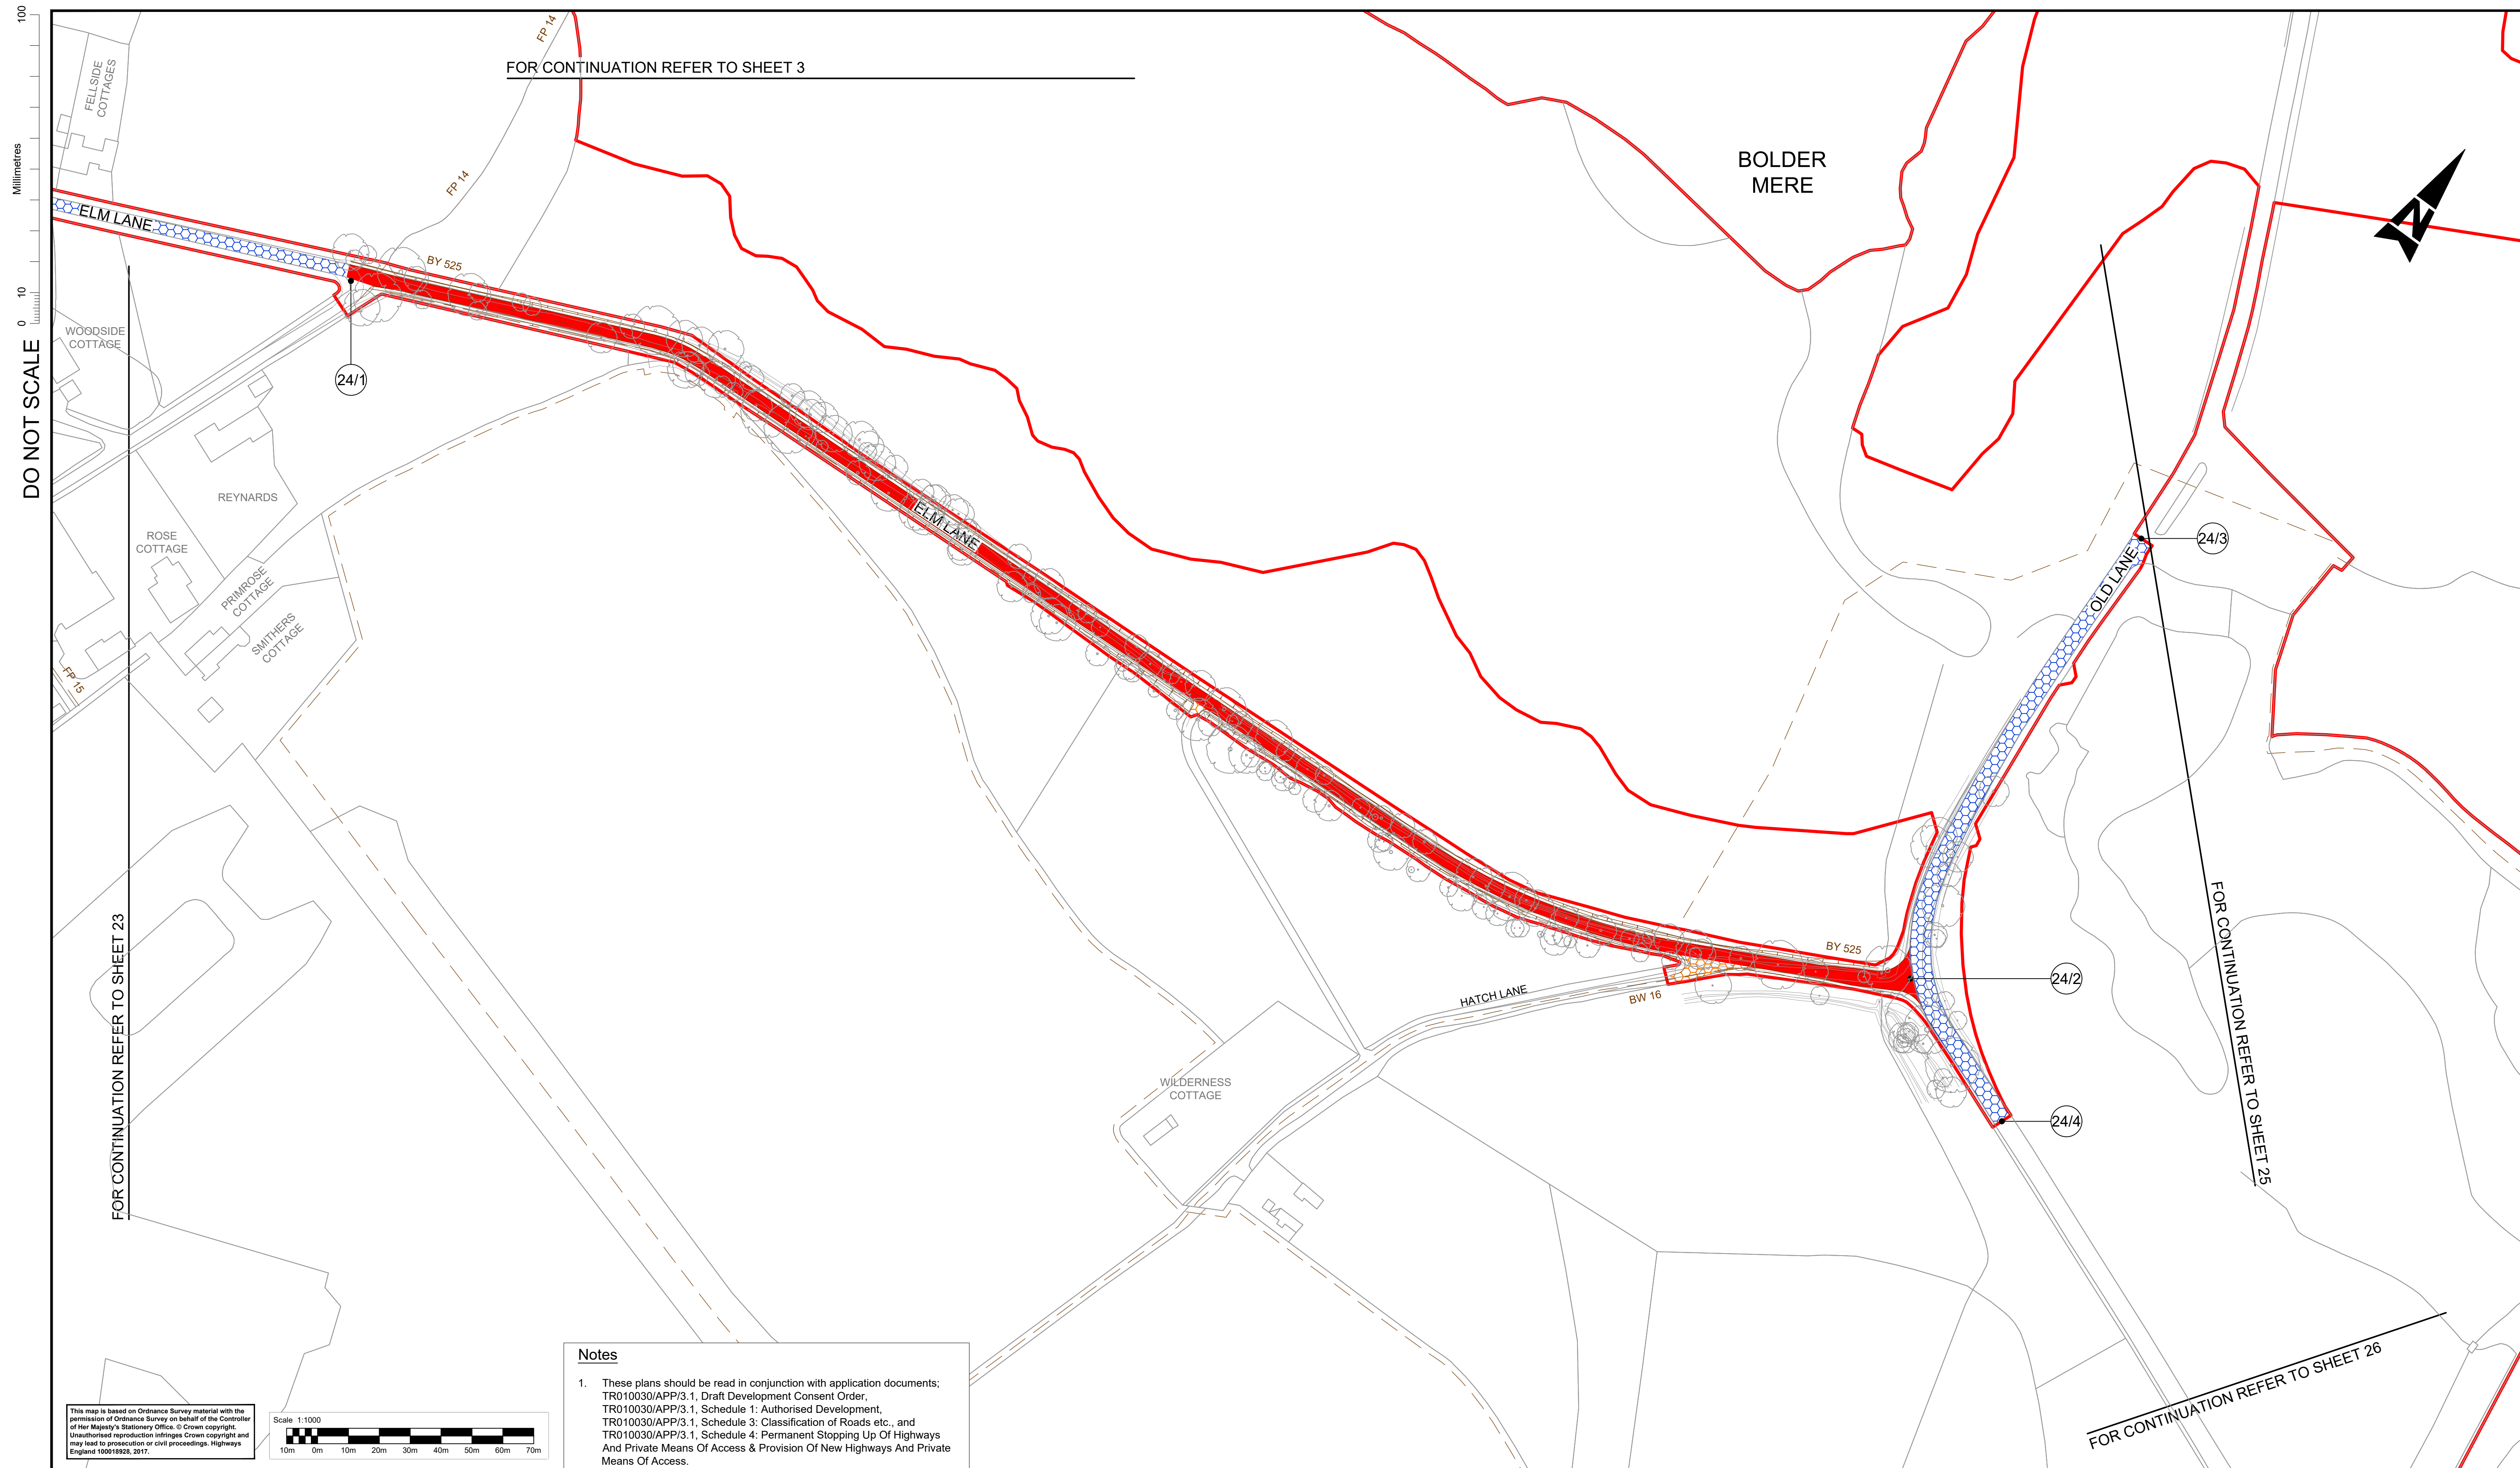 100
Millimetres
10
0
DO NOT SCALE
FP 14
FOR CONTINUATION REFER TO SHEET 3
FELLSIDE
COTTAGES
FP 14
BOLDER
MERE
N
ELM LANE
BY 525
WOODSIDE
COTTAGE
24/1
REYNARDS
ROSE
COTTAGE
ELM LANE
24/3
OLD LANE
PRIMROSE
COTTAGE
SMITHERS
COTTAGE
FP 15
FOR CONTINUATION REFER TO SHEET 23
FOR CONTINUATION REFER TO SHEET 25
BY 525
24/2
HATCH LANE
BW 16
WILDERNESS
COTTAGE
24/4
FOR CONTINUATION REFER TO SHEET 26
Notes
1. These plans should be read in conjunction with application documents;
TR010030/APP/3.1, Draft Development Consent Order,
TR010030/APP/3.1, Schedule 1: Authorised Development,
TR010030/APP/3.1, Schedule 3: Classification of Roads etc., and
TR010030/APP/3.1, Schedule 4: Permanent Stopping Up Of Highways
And Private Means Of Access & Provision Of New Highways And Private
Means Of Access.
This map is based on Ordnance Survey material with the
permission of Ordnance Survey on behalf of the Controller
of Her Majesty's Stationery Office. © Crown copyright.
Unauthorised reproduction infringes Crown copyright and
may lead to prosecution or civil proceedings. Highways
England 100018928, 2017.
Scale 1:1000
10m 0m 10m 20m 30m 40m 50m 60m 70m